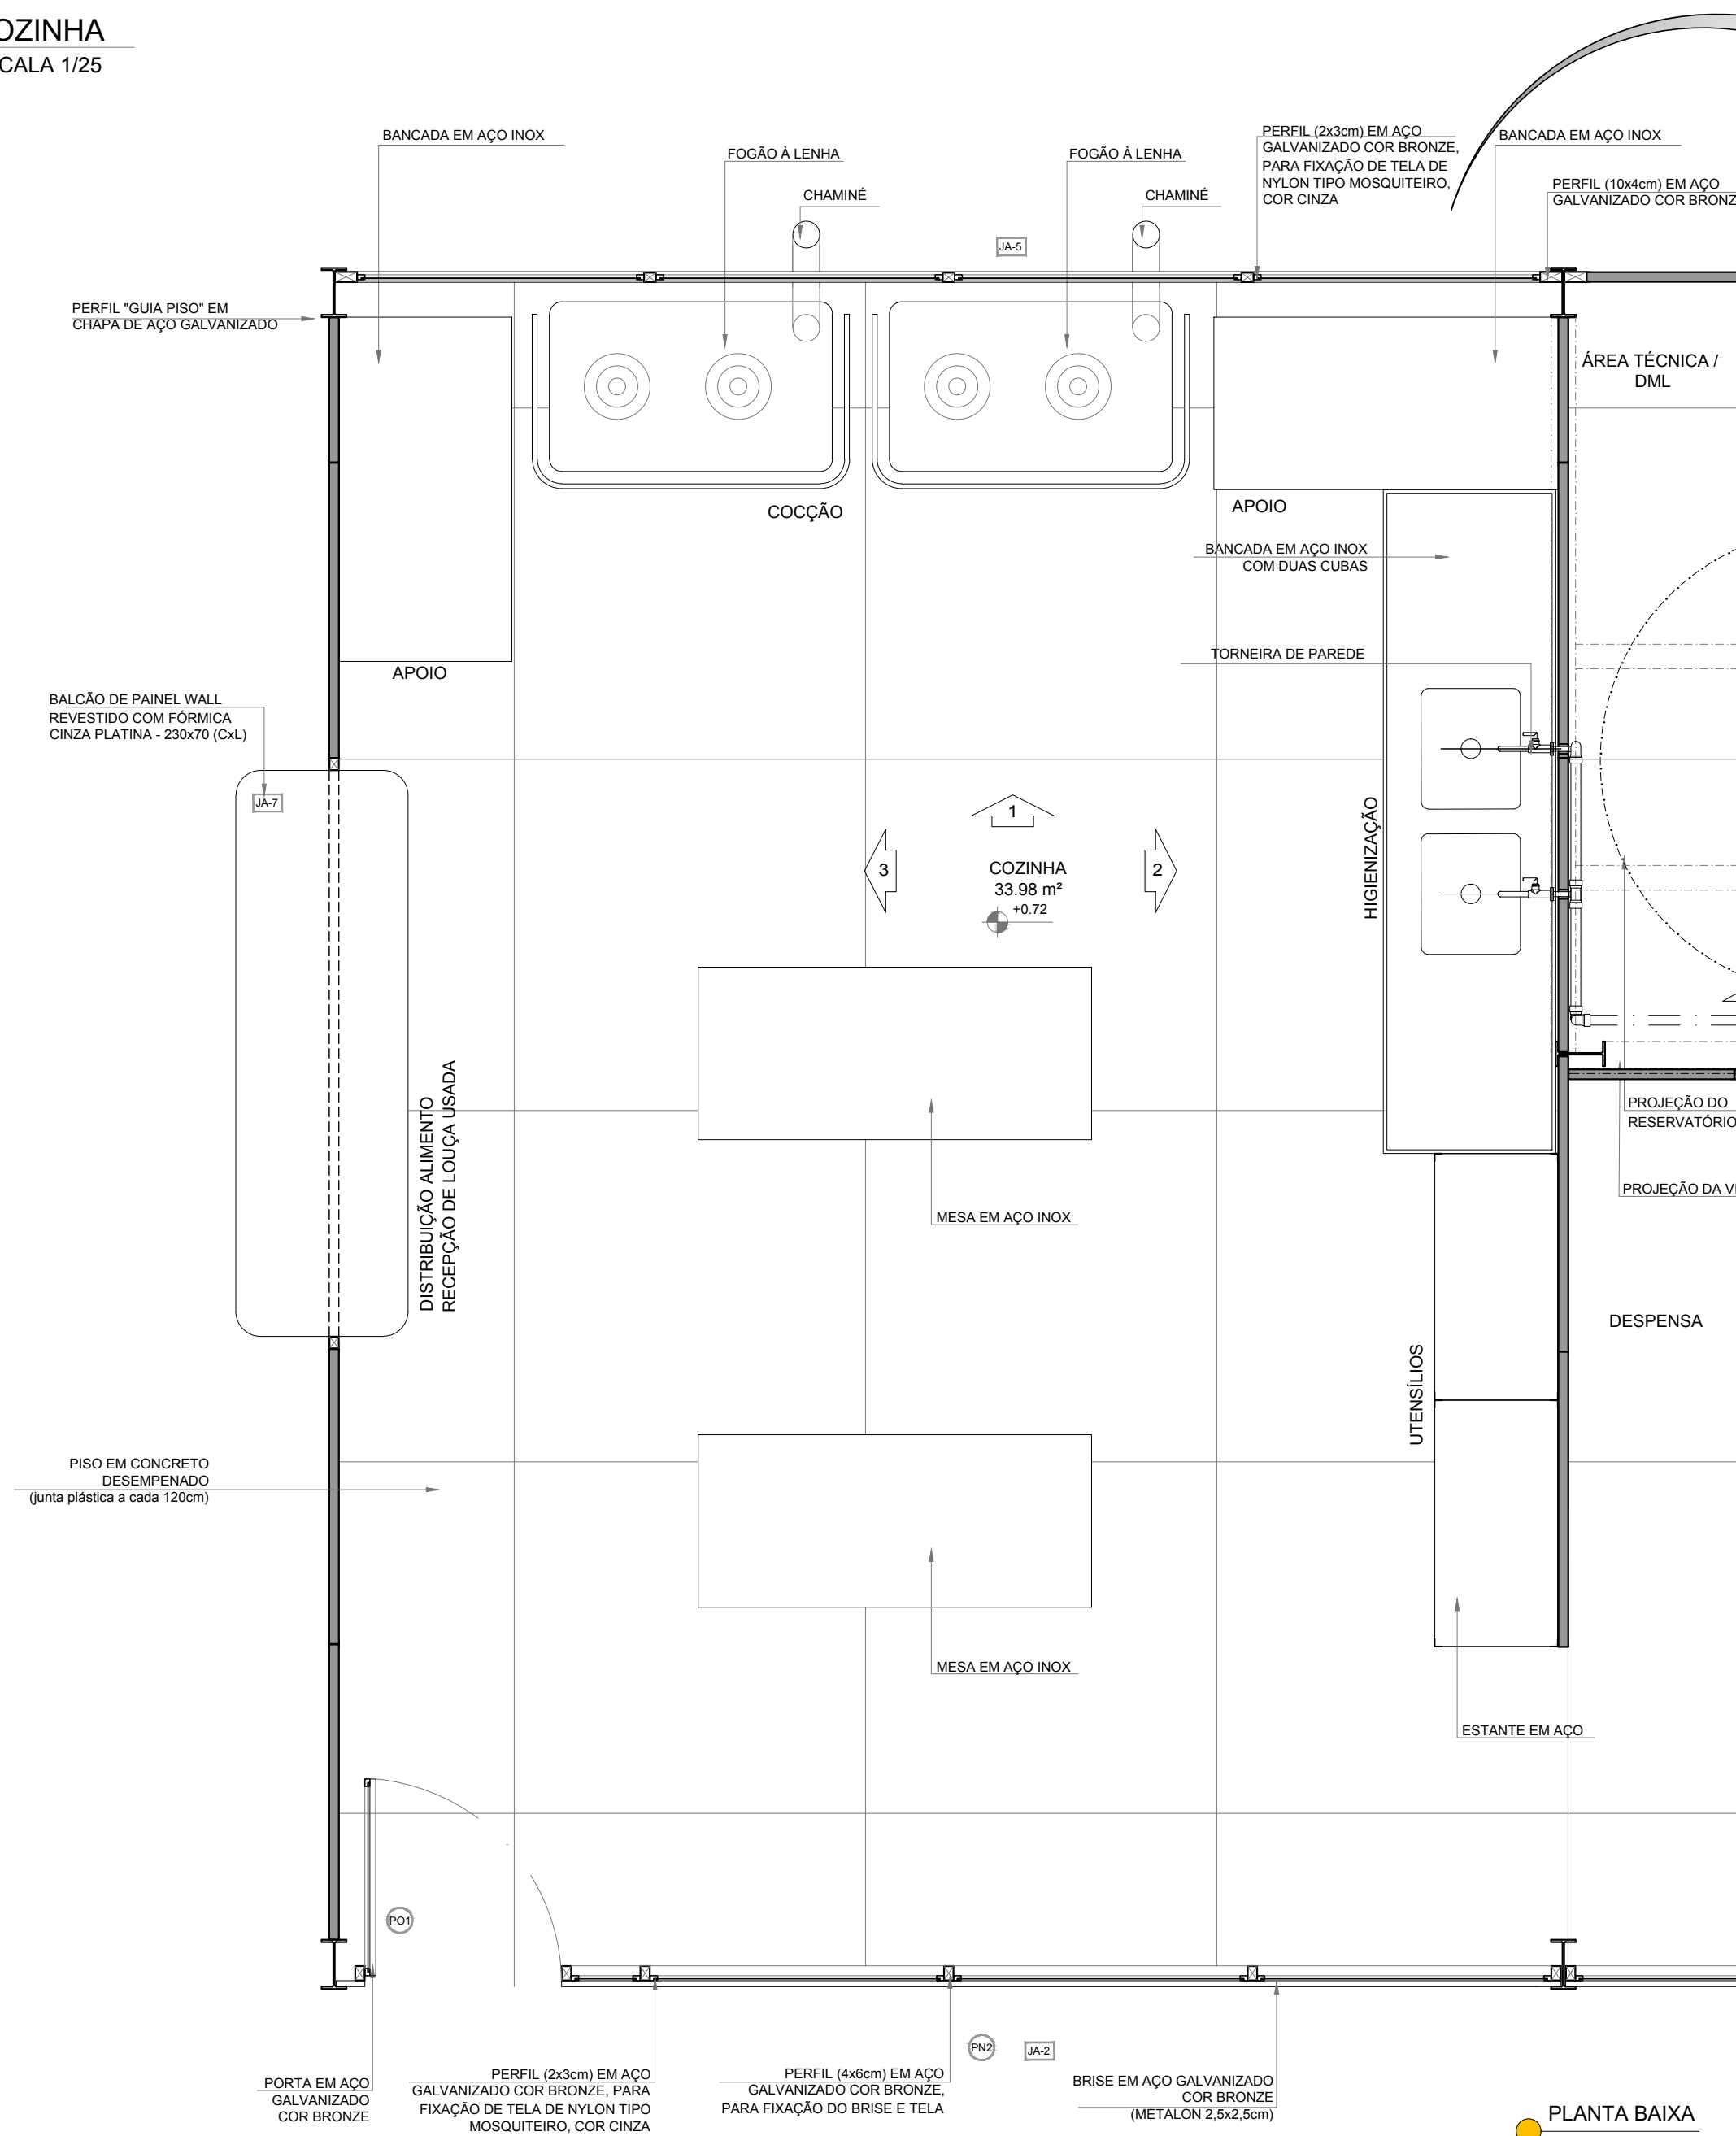 OZINHA
CALA 1/25
BANCADA EM AÇO INOX
FOGÃO À LENHA
CHAMINÉ
FOGÃO À LENHA
CHAMINÉ
PERFIL (2x3cm) EM AÇO
GALVANIZADO COR BRONZE,
PARA FIXAÇÃO DE TELA DE
NYLON TIPO MOSQUITEIRO,
COR CINZA
BANCADA EM AÇO INOX
PERFIL (10x4cm) EM AÇO
GALVANIZADO COR BRONZ
JA-5
PERFIL "GUIA PISO" EM
CHAPA DE AÇO GALVANIZADO
ÁREA TÉCNICA /
DML
COCÇÃO
APOIO
BANCADA EM AÇO INOX
COM DUAS CUBAS
TORNEIRA DE PAREDE
APOIO
BALCÃO DE PAINEL WALL
REVESTIDO COM FÓRMICA
CINZA PLATINA - 230x70 (CxL)
JA-7
1
3
2
COZINHA
33.98 m²
+0.72
HIGIENIZAÇÃO
DISTRIBUIÇÃO ALIMENTO
RECEPÇÃO DE LOUÇA USADA
PROJEÇÃO DO
RESERVATÓRIO
PROJEÇÃO DA V
MESA EM AÇO INOX
DESPENSA
UTENSÍLIOS
PISO EM CONCRETO
DESEMPENADO
(junta plástica a cada 120cm)
MESA EM AÇO INOX
ESTANTE EM AÇO
PO1
PN2
JA-2
PORTA EM AÇO
GALVANIZADO
COR BRONZE
PERFIL (2x3cm) EM AÇO
GALVANIZADO COR BRONZE, PARA
FIXAÇÃO DE TELA DE NYLON TIPO
MOSQUITEIRO, COR CINZA
PERFIL (4x6cm) EM AÇO
GALVANIZADO COR BRONZE,
PARA FIXAÇÃO DO BRISE E TELA
BRISE EM AÇO GALVANIZADO
COR BRONZE
(METALON 2,5x2,5cm)
PLANTA BAIXA